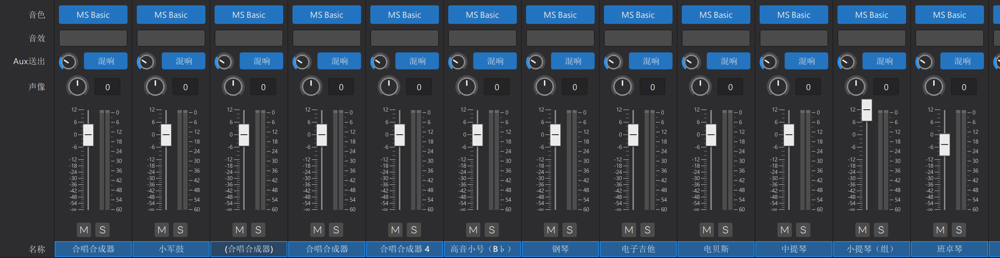 音色 MS Basic MS Basic MS Basic MS Basic MS Basic MS Basic MS Basic MS Basic MS Basic MS Basic MS Basic MS Basic
音效
Aux送出 混响 混响 混响 混响 混响 混响 混响 混响 混响 混响 混响 混响
声像 0 0 0 0 0 0 0 0 0 0 0 0
12 0 12 0 12 0 12 0 12 0 12 0 12 0 12 0 12 0 12 0 12 0 12 0
6 6 6 6 6 6 6 6 6 6 6 6 6 6 6 6 6 6 6 6 6 6 6 6
0 12 0 12 0 12 0 12 0 12 0 12 0 12 0 12 0 12 0 12 0 12 0 12
-6 18 -6 18 -6 18 -6 18 -6 18 -6 18 -6 18 -6 18 -6 18 -6 18 -6 18 -6 18
24 24 24 24 24 24 24 24 24 24 24 24
-12 30 -12 30 -12 30 -12 30 -12 30 -12 30 -12 30 -12 30 -12 30 -12 30 -12 30 -12 30
-18 -18 -18 -18 -18 -18 -18 -18 -18 -18 -18 -18
-24 36 -24 36 -24 36 -24 36 -24 36 -24 36 -24 36 -24 36 -24 36 -24 36 -24 36 -24 36
-30 42 -30 42 -30 42 -30 42 -30 42 -30 42 -30 42 -30 42 -30 42 -30 42 -30 42 -30 42
-36 -36 -36 -36 -36 -36 -36 -36 -36 -36 -36 -36
-42 48 -42 48 -42 48 -42 48 -42 48 -42 48 -42 48 -42 48 -42 48 -42 48 -42 48 -42 48
-48 54 -48 54 -48 54 -48 54 -48 54 -48 54 -48 54 -48 54 -48 54 -48 54 -48 54 -48 54
-54 -54 -54 -54 -54 -54 -54 -54 -54 -54 -54 -54
-∞ 60 -∞ 60 -∞ 60 -∞ 60 -∞ 60 -∞ 60 -∞ 60 -∞ 60 -∞ 60 -∞ 60 -∞ 60 -∞ 60
M S M S M S M S M S M S M S M S M S M S M S M S
名称 合唱合成器 小军鼓 (合唱合成器) 合唱合成器 合唱合成器 4 高音小号（B♭） 钢琴 电子吉他 电贝斯 中提琴 小提琴（组） 班卓琴